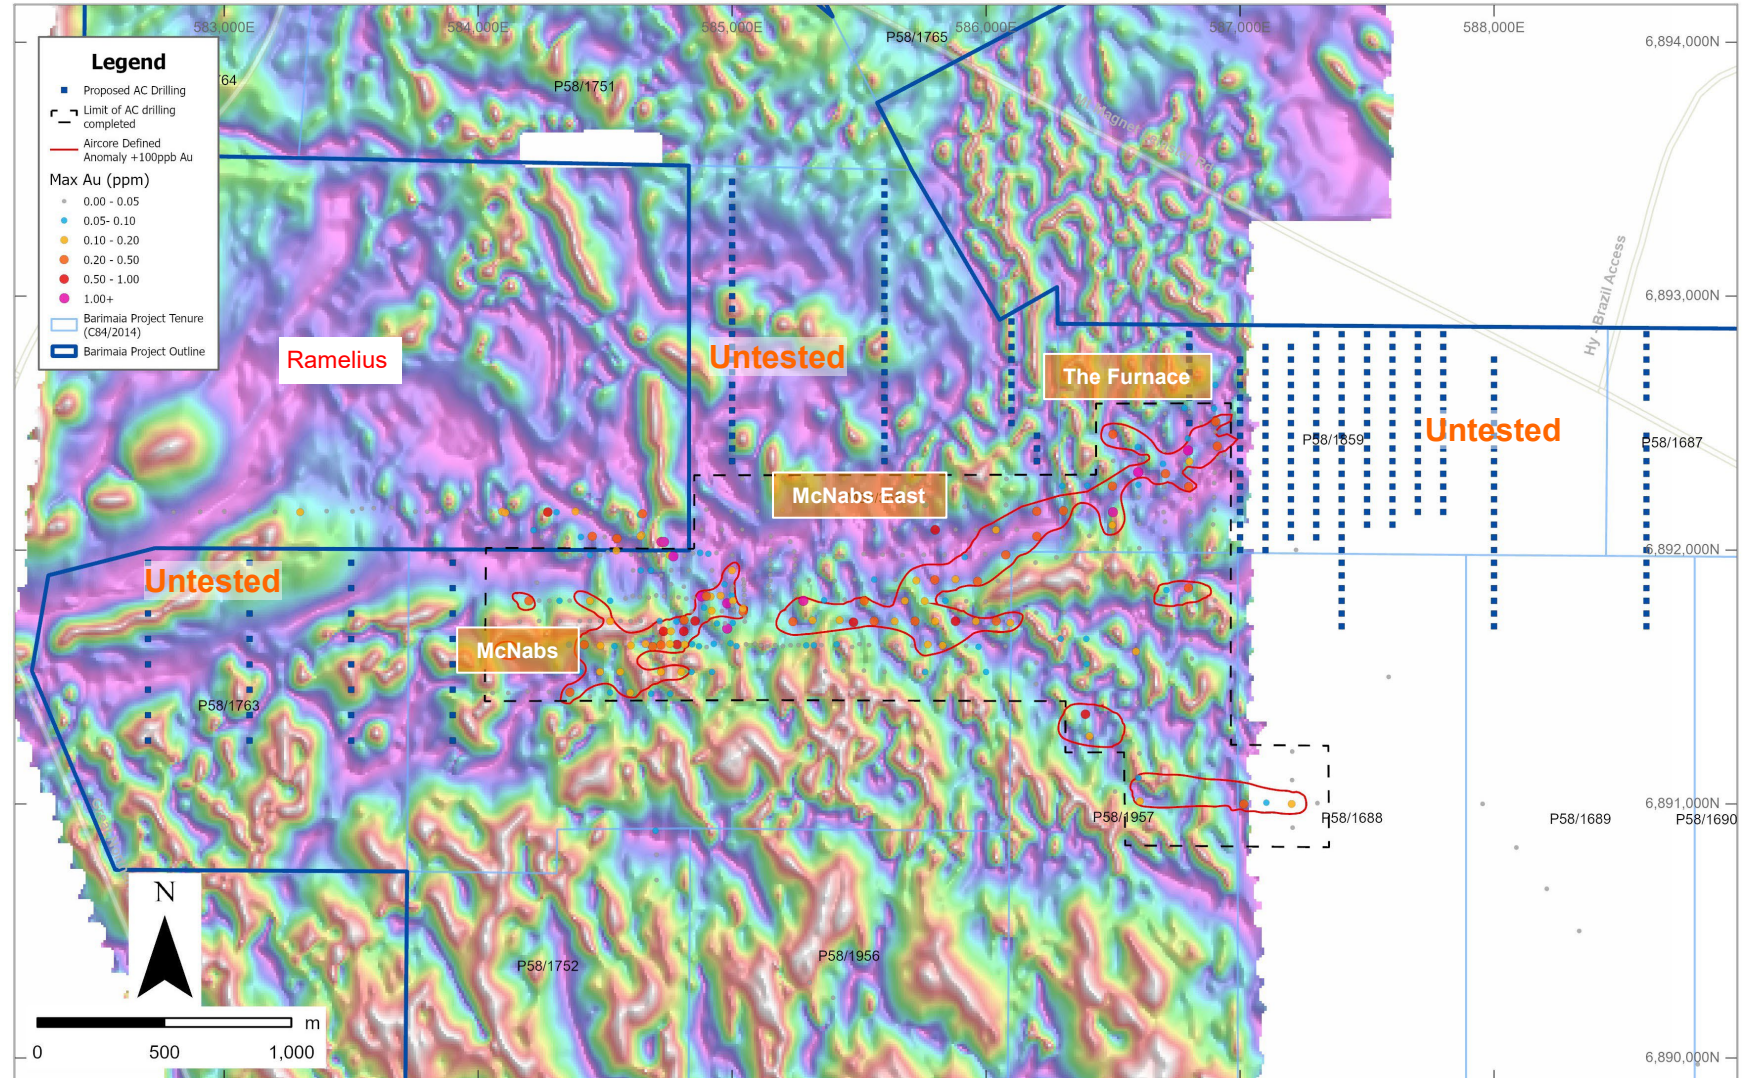 583,000E
584,000E
585,000E
586,000E
587,000E
588,000E
6,894,000N
6,893,000N
6,892,000N
6,891,000N
6,890,000N
Legend
Proposed AC Drilling
Limit of AC drilling
completed
Aircore Defined
Anomaly +100ppb Au
Max Au (ppm)
0.00 - 0.05
0.05- 0.10
0.10 - 0.20
0.20 - 0.50
0.50 - 1.00
1.00+
Barimaia Project Tenure
(C84/2014)
Barimaia Project Outline
P58/1765
P58/1751
Hy - Brazil Access
Ramelius
Untested
The Furnace
Untested
P58/1859
P58/1687
McNabs East
Untested
McNabs
P58/1763
P58/1957
P58/1688
P58/1689
P58/1690
P58/1752
P58/1956
N
m
0
500
1,000